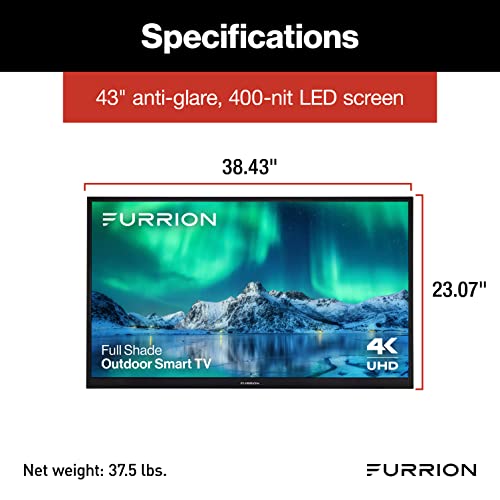 Specifications
43" anti-glare, 400-nit LED screen
38.43"
FURRION
23.07"
Full Shade
Outdoor Smart TV
4K
UHD
FURRION
Net weight: 37.5 lbs.
FURRION